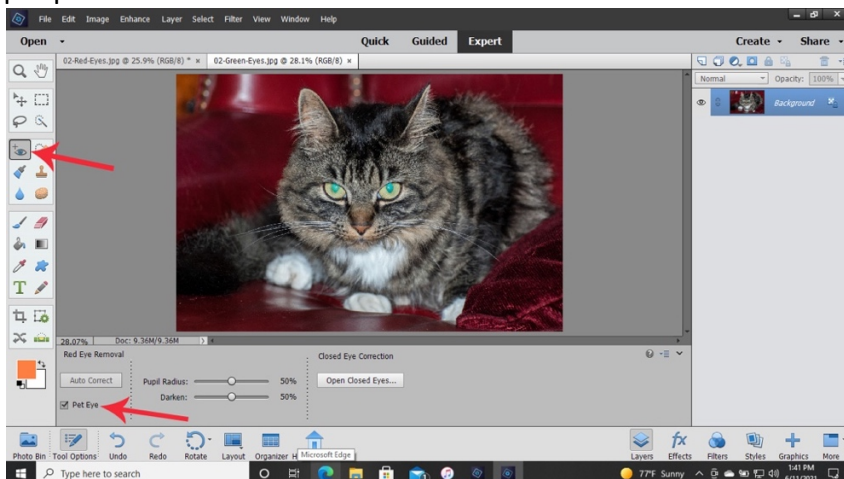 File Edit Image Enhance Layer Select Filter View Window Help
Open Quick Guided Expert Create Share
02-Red-Eyes.jpg @ 25.9% (RGB/8) * × 02-Green-Eyes.jpg @ 28.1% (RGB/8) ×
Normal Opacity: 100%
Background
T
28.07% Doc: 9.36M/9.36M
Red Eye Removal Closed Eye Correction
Auto Correct Pupil Radius: 50% Open Closed Eyes...
Darken: 50%
Pet Eye
Photo Bin Tool Options Undo Redo Rotate Layout Organizer H Microsoft Edge Layers fx Effects Filters Styles Graphics More
Type here to search 77°F Sunny 1:41 PM
6/11/2021